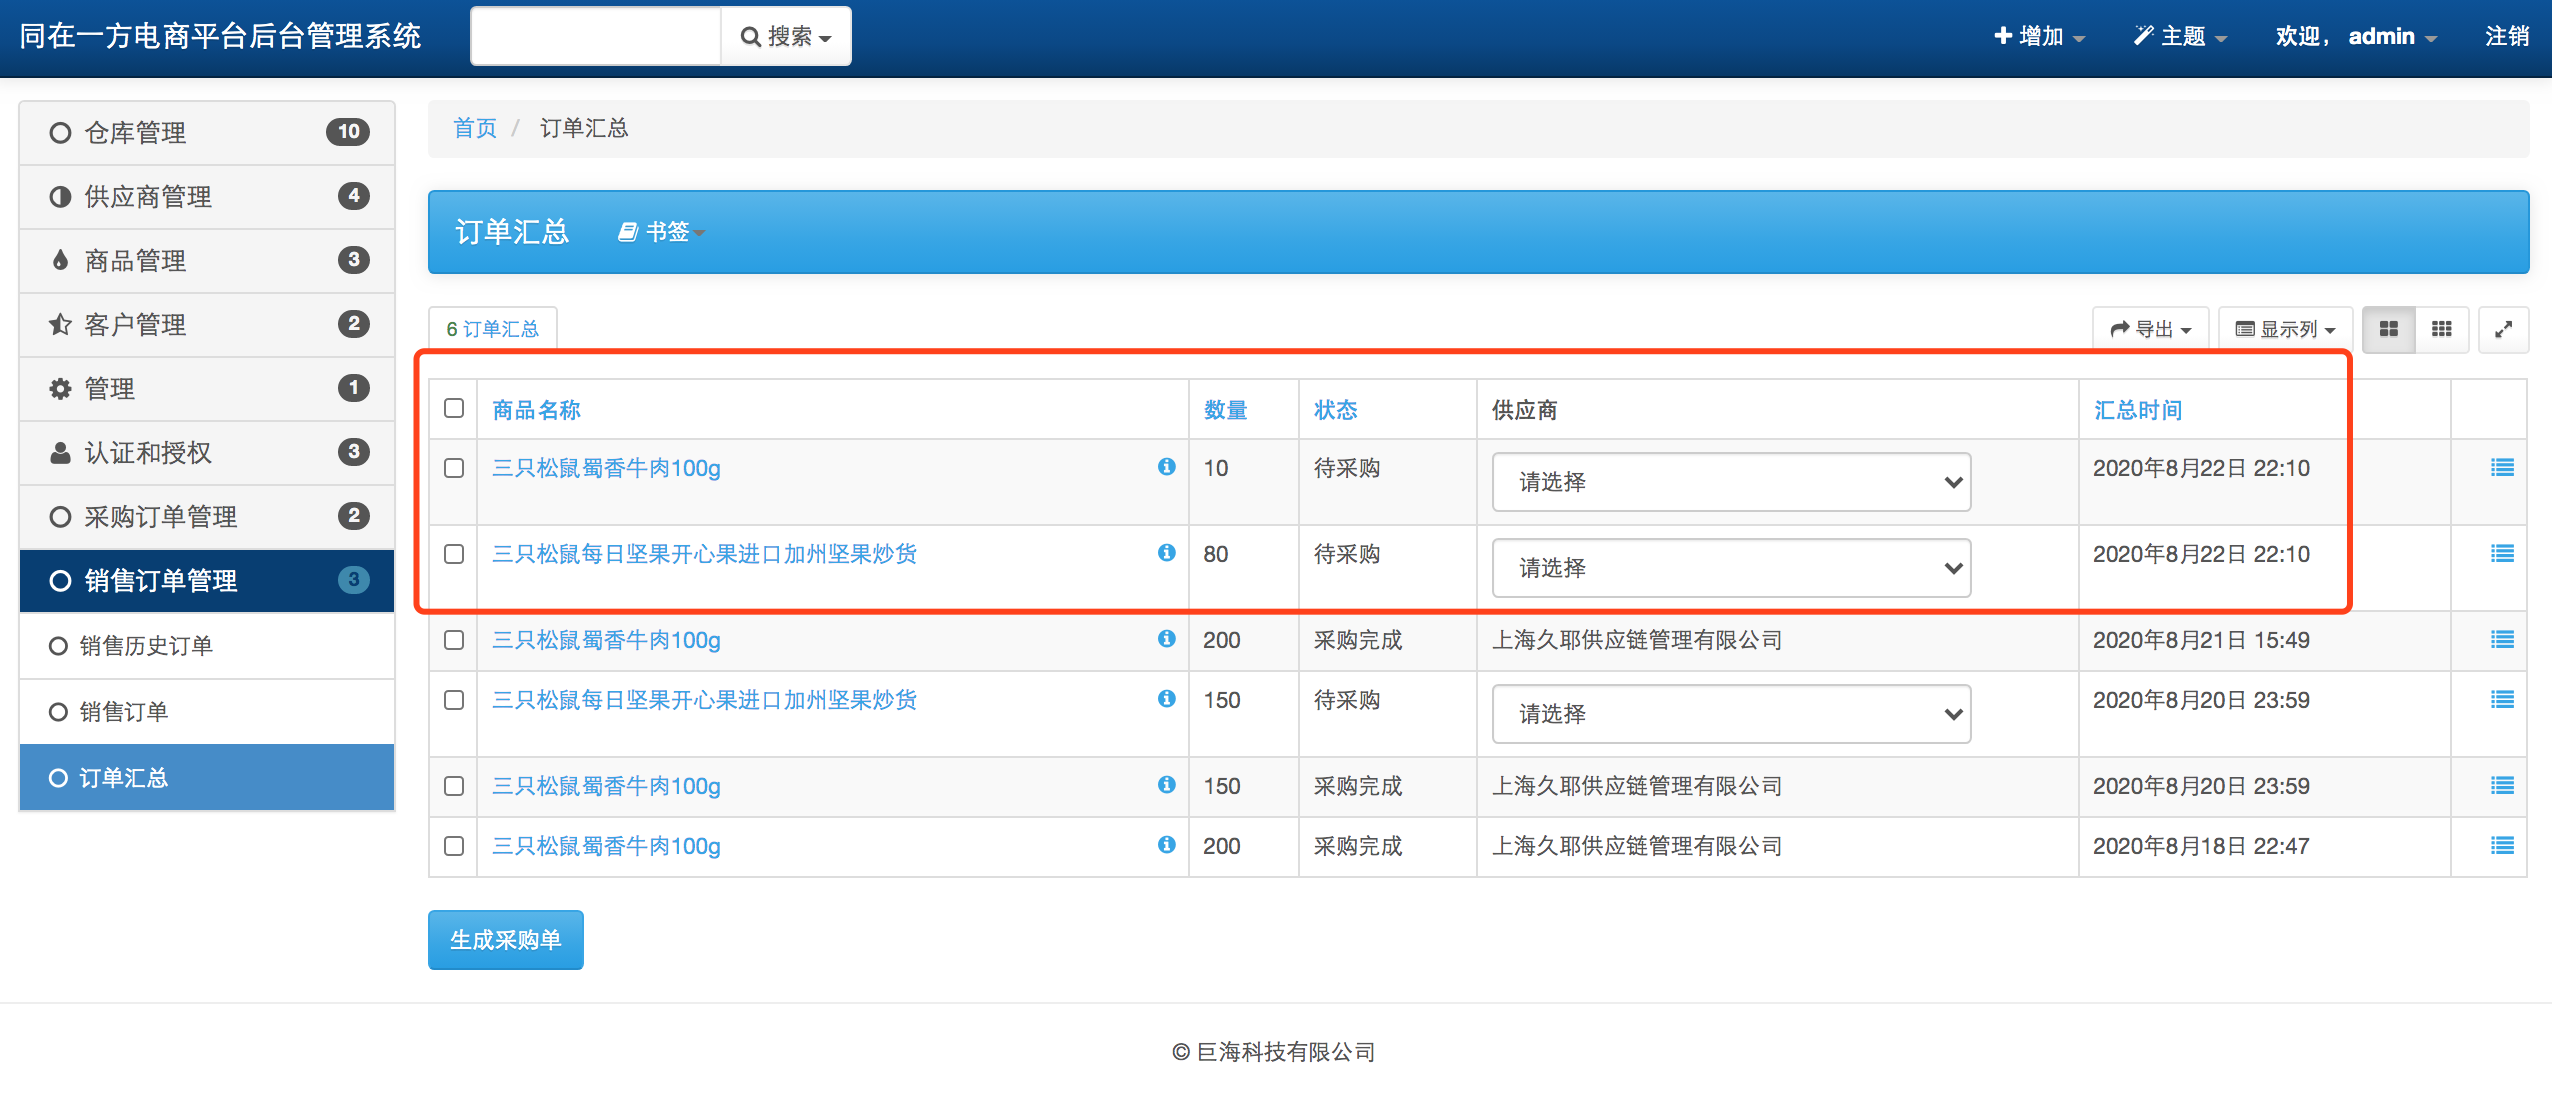 同在一方电商平台后台管理系统 搜索 增加 主题 欢迎， admin 注销
仓库管理 10
供应商管理 4
商品管理 3
客户管理 2
管理 1
认证和授权 3
采购订单管理 2
销售订单管理 3
销售历史订单
销售订单
订单汇总
首页 / 订单汇总
订单汇总 书签
6 订单汇总 导出 显示列
商品名称 数量 状态 供应商 汇总时间
三只松鼠蜀香牛肉100g 10 待采购 请选择 2020年8月22日 22:10
三只松鼠每日坚果开心果进口加州坚果炒货 80 待采购 请选择 2020年8月22日 22:10
三只松鼠蜀香牛肉100g 200 采购完成 上海久耶供应链管理有限公司 2020年8月21日 15:49
三只松鼠每日坚果开心果进口加州坚果炒货 150 待采购 请选择 2020年8月20日 23:59
三只松鼠蜀香牛肉100g 150 采购完成 上海久耶供应链管理有限公司 2020年8月20日 23:59
三只松鼠蜀香牛肉100g 200 采购完成 上海久耶供应链管理有限公司 2020年8月18日 22:47
生成采购单
© 巨海科技有限公司